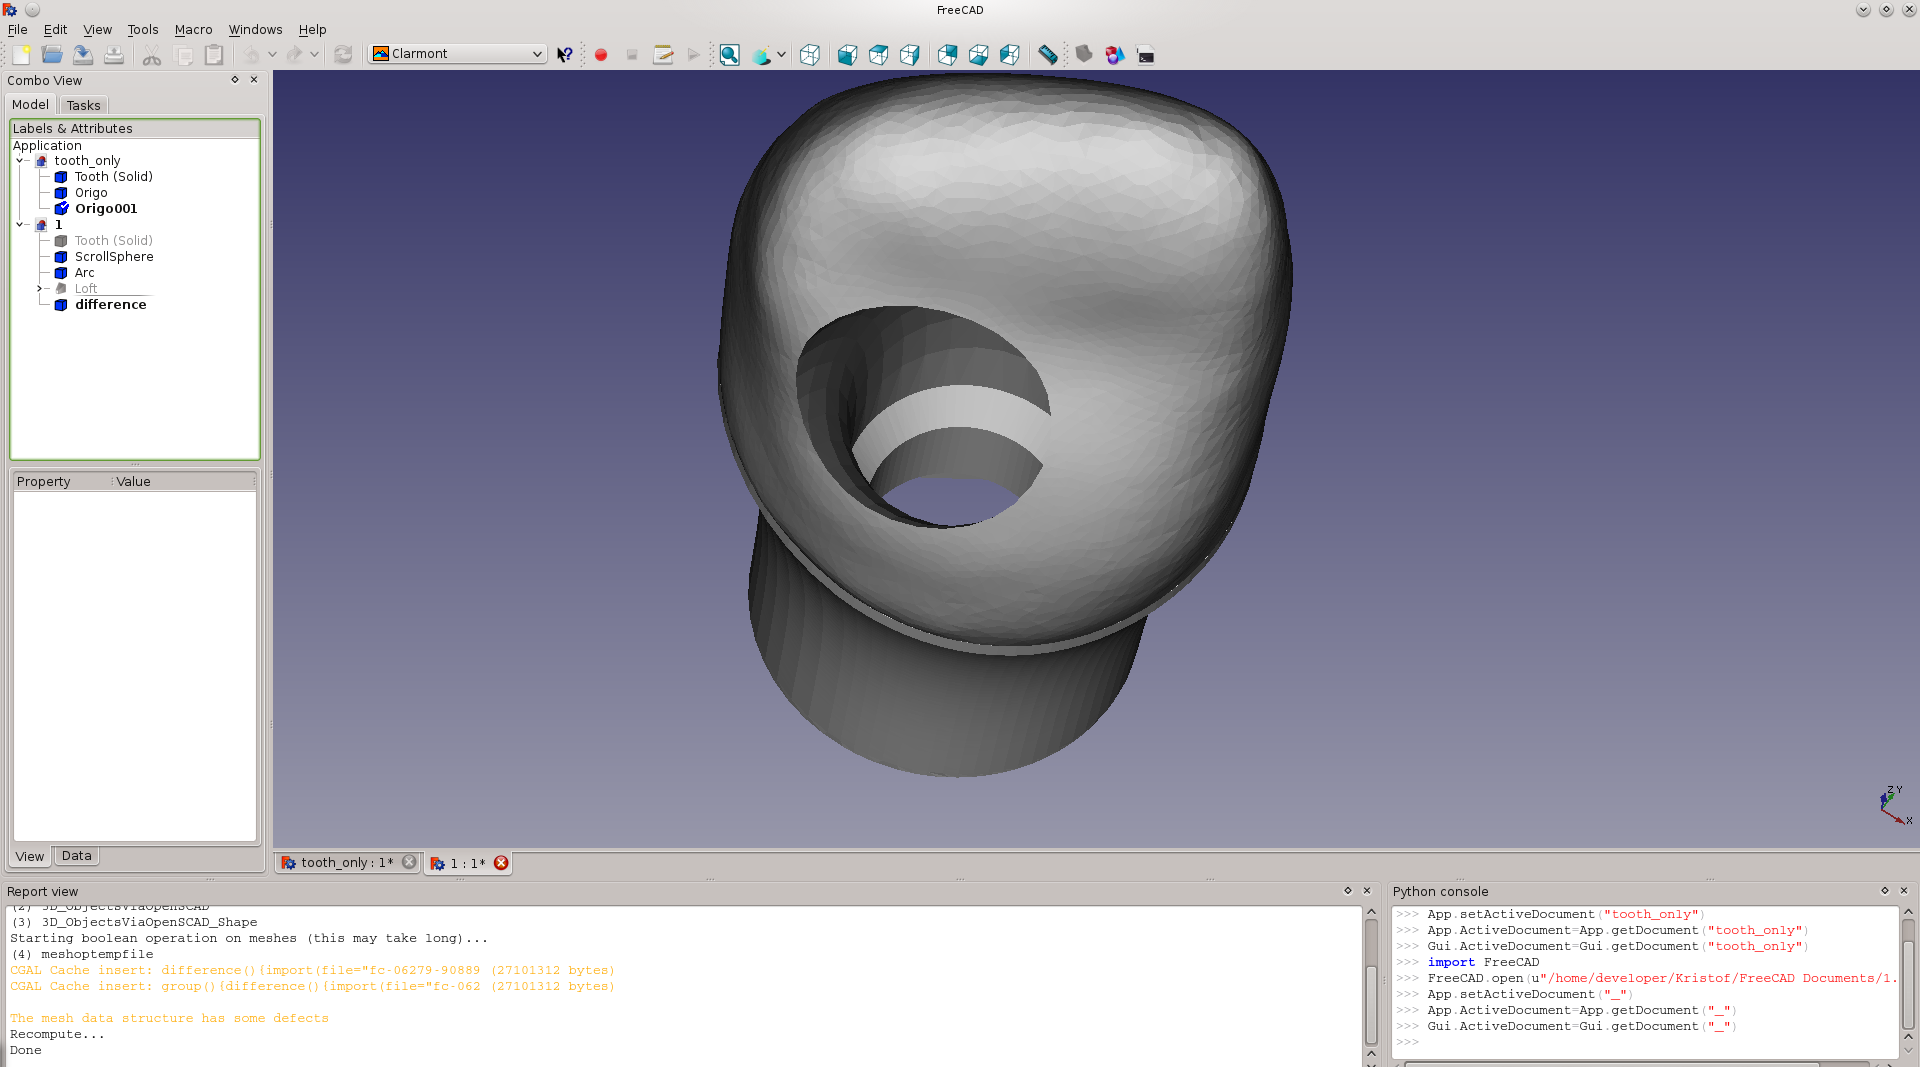 FreeCAD
File Edit View Tools Macro Windows Help
Clarmont
Combo View
Model Tasks
Labels & Attributes
Application
tooth_only
Tooth (Solid)
Origo
Origo001
1
Tooth (Solid)
ScrollSphere
Arc
Loft
difference
Property Value
View Data
Z Y
X
tooth_only : 1* 1 : 1*
Report view
(2) 3D_ObjectsViaOpenSCAD
(3) 3D_ObjectsViaOpenSCAD_Shape
Starting boolean operation on meshes (this may take long)...
(4) meshoptempfile
CGAL Cache insert: difference(){import(file="fc-06279-90889 (27101312 bytes)
CGAL Cache insert: group(){difference(){import(file="fc-062 (27101312 bytes)
The mesh data structure has some defects
Recompute...
Done
Python console
>>> App.setActiveDocument("tooth_only")
>>> App.ActiveDocument=App.getDocument("tooth_only")
>>> Gui.ActiveDocument=Gui.getDocument("tooth_only")
>>> import FreeCAD
>>> FreeCAD.open(u"/home/developer/Kristof/FreeCAD Documents/1.
>>> App.setActiveDocument("_")
>>> App.ActiveDocument=App.getDocument("_")
>>> Gui.ActiveDocument=Gui.getDocument("_")
>>>